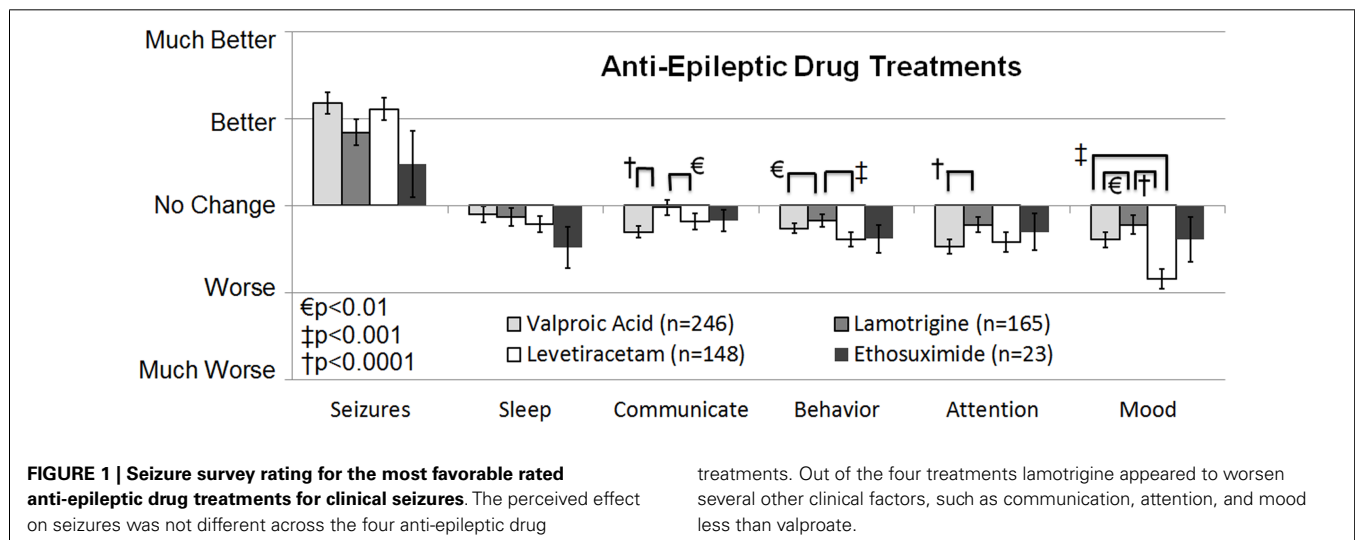 Anti-Epileptic Drug Treatments
Much Better
Better
No Change
Worse
Much Worse
† € € ‡ † ‡ € †
€p<0.01
‡p<0.001
†p<0.0001
Valproic Acid (n=246)
Lamotrigine (n=165)
Levetiracetam (n=148)
Ethosuximide (n=23)
Seizures Sleep Communicate Behavior Attention Mood
FIGURE 1 | Seizure survey rating for the most favorable rated
anti-epileptic drug treatments for clinical seizures. The perceived effect
on seizures was not different across the four anti-epileptic drug
treatments. Out of the four treatments lamotrigine appeared to worsen
several other clinical factors, such as communication, attention, and mood
less than valproate.